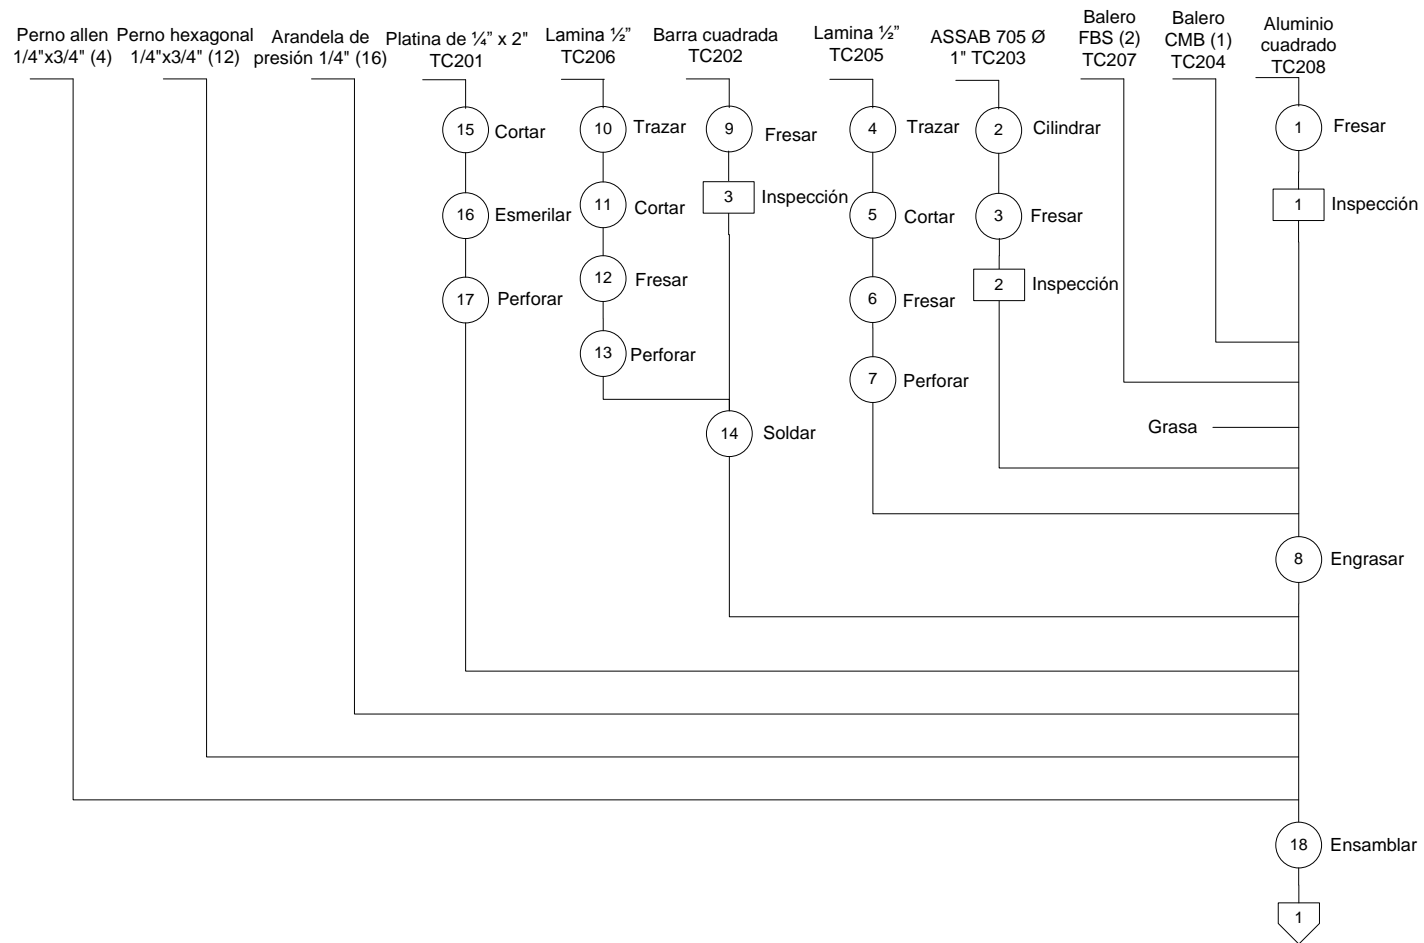 Perno allen
1/4"x3/4" (4)
Perno hexagonal
1/4"x3/4" (12)
Arandela de
presión 1/4" (16)
Platina de ¼” x 2"
TC201
Lamina ½”
TC206
Barra cuadrada
TC202
Lamina ½”
TC205
ASSAB 705 Ø
1" TC203
Balero
FBS (2)
TC207
Balero
CMB (1)
TC204
Aluminio
cuadrado
TC208
15 Cortar
16 Esmerilar
17 Perforar
10 Trazar
11 Cortar
12 Fresar
13 Perforar
9 Fresar
3 Inspección
14 Soldar
4 Trazar
5 Cortar
6 Fresar
7 Perforar
2 Cilindrar
3 Fresar
2 Inspección
1 Fresar
1 Inspección
Grasa
8 Engrasar
18 Ensamblar
1